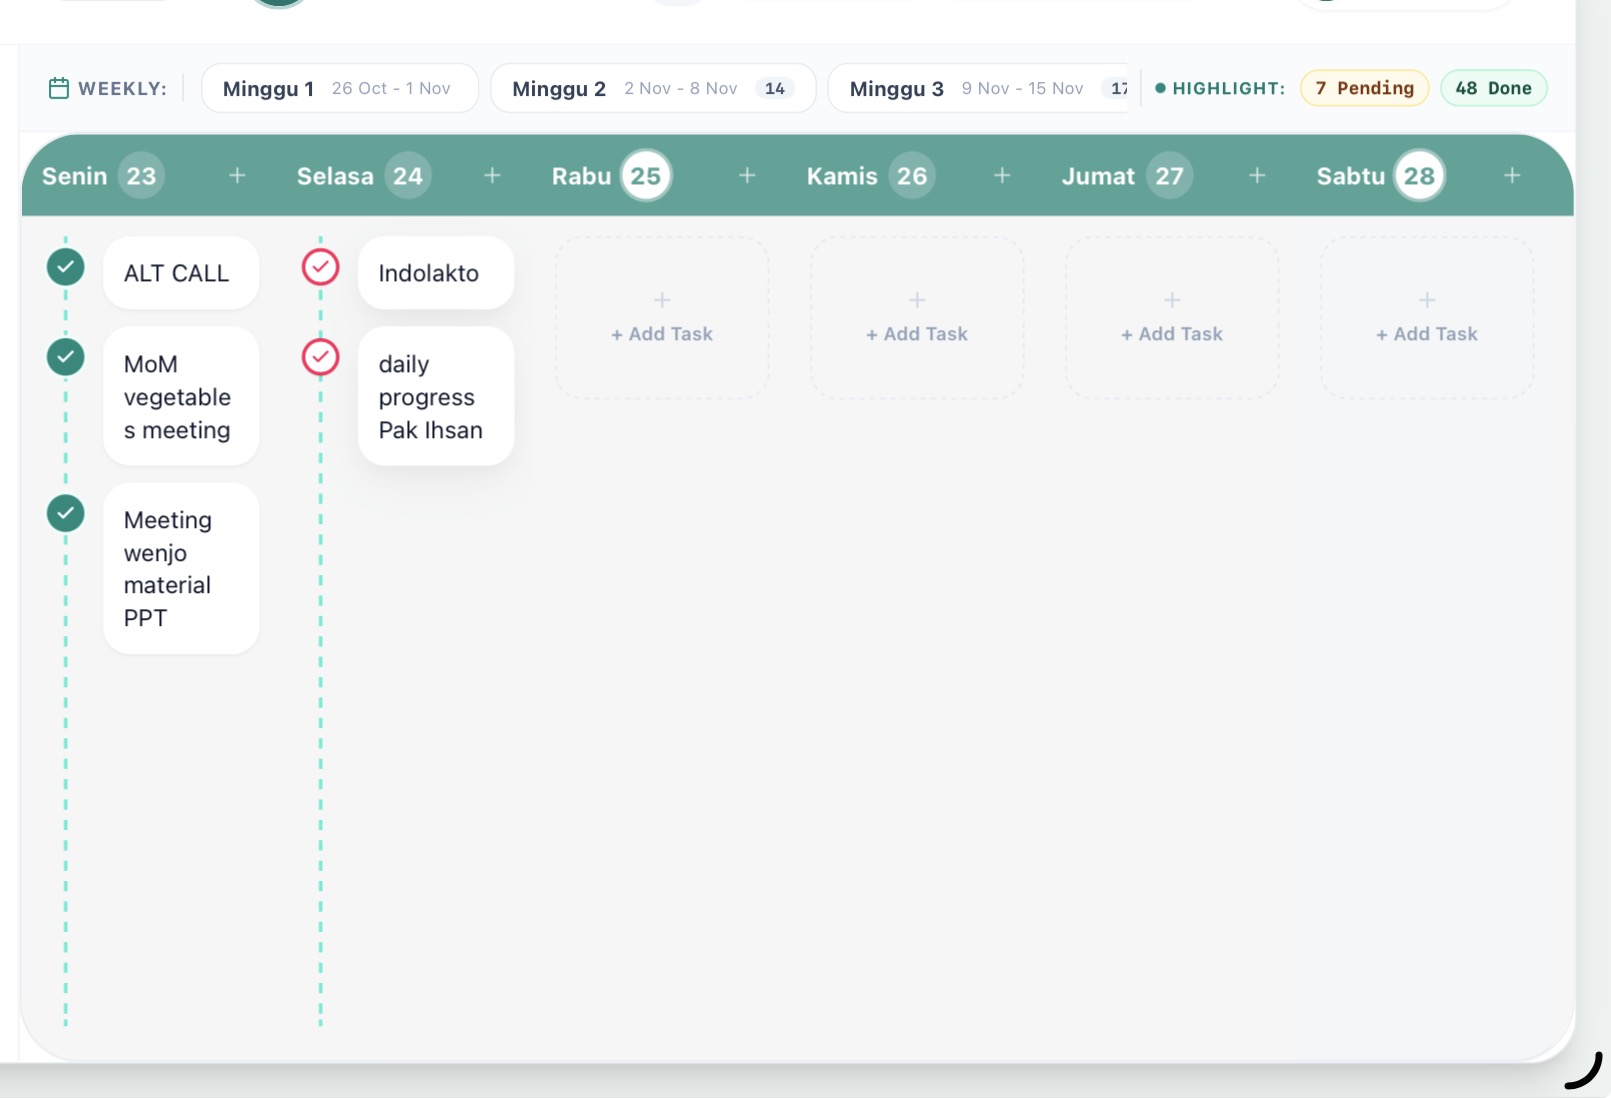 WEEKLY:
Minggu 1 26 Oct - 1 Nov
Minggu 2 2 Nov - 8 Nov 14
Minggu 3 9 Nov - 15 Nov 17
HIGHLIGHT:
7 Pending
48 Done
Senin 23 +
Selasa 24 +
Rabu 25 +
Kamis 26 +
Jumat 27 +
Sabtu 28 +
ALT CALL
MoM
vegetable
s meeting
Meeting
wenjo
material
PPT
Indolakto
daily
progress
Pak Ihsan
+
+ Add Task
+
+ Add Task
+
+ Add Task
+
+ Add Task